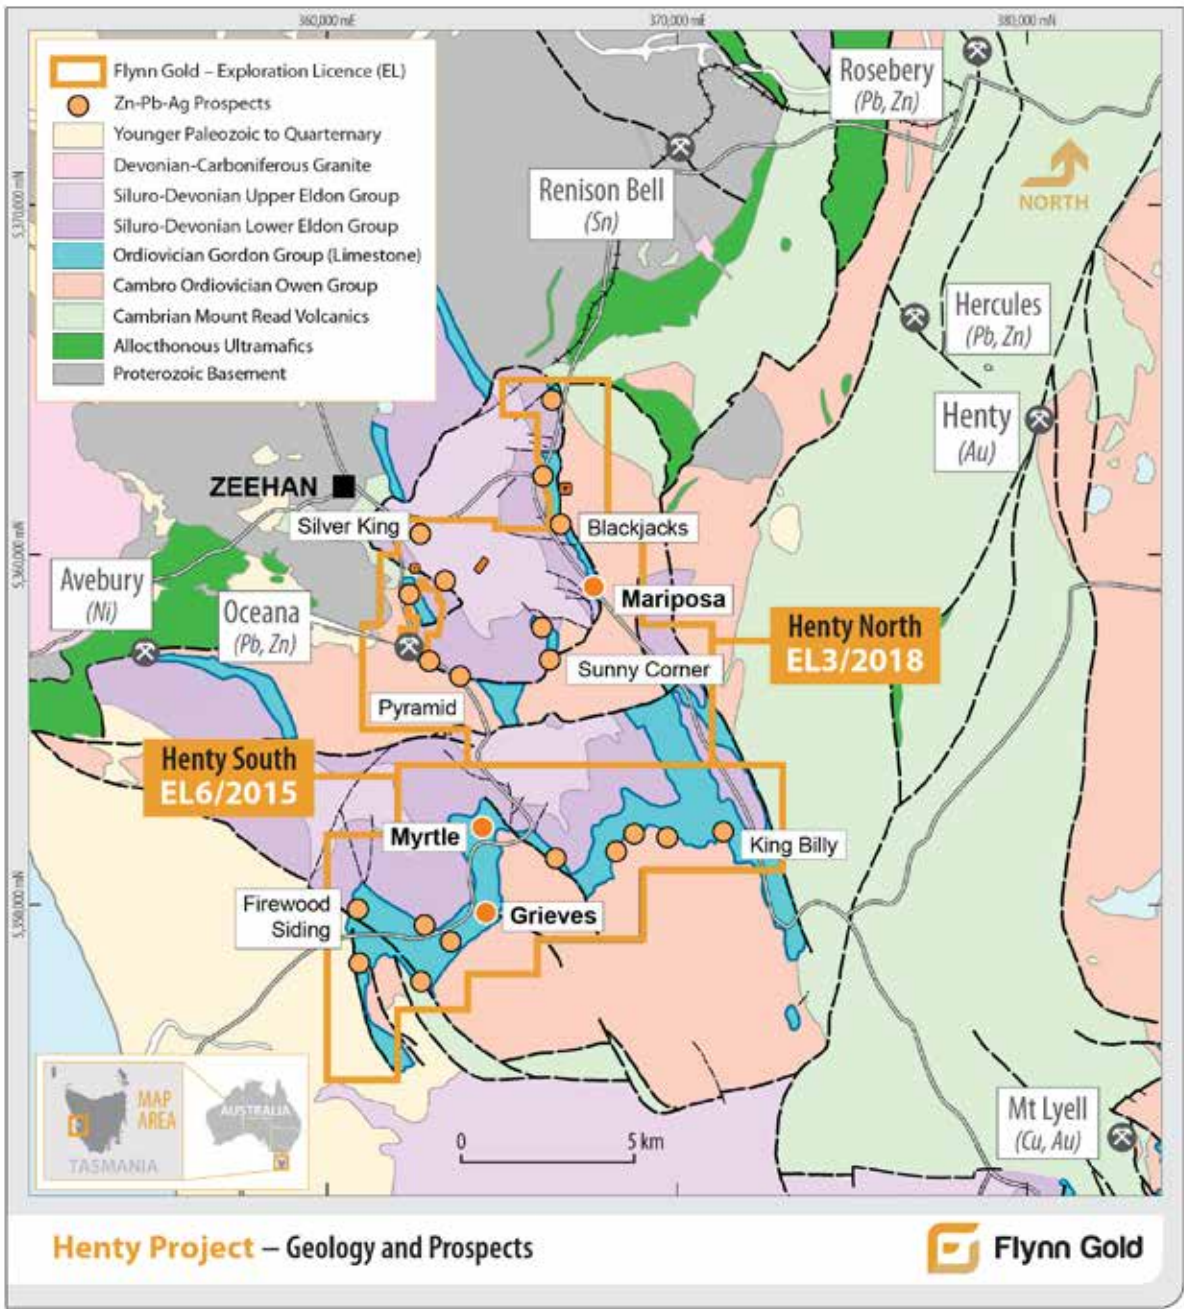 360,000 mE
370,000 mE
380,000 mN
Flynn Gold – Exploration Licence (EL)
Zn-Pb-Ag Prospects
Younger Paleozoic to Quarternary
Devonian-Carboniferous Granite
Siluro-Devonian Upper Eldon Group
Siluro-Devonian Lower Eldon Group
Ordiovician Gordon Group (Limestone)
Cambro Ordiovician Owen Group
Cambrian Mount Read Volcanics
Allocthonous Ultramafics
Proterozoic Basement
5,370,000 mN
5,360,000 mN
5,350,000 mN
Rosebery
(Pb, Zn)
NORTH
Renison Bell
(Sn)
Hercules
(Pb, Zn)
Henty
(Au)
ZEEHAN
Silver King
Blackjacks
Avebury
(Ni)
Oceana
(Pb, Zn)
Mariposa
Henty North
EL3/2018
Sunny Corner
Pyramid
Henty South
EL6/2015
Myrtle
King Billy
Firewood
Siding
Grieves
MAP
AREA
TASMANIA
AUSTRALIA
0
5 km
Mt Lyell
(Cu, Au)
Henty Project – Geology and Prospects
Flynn Gold